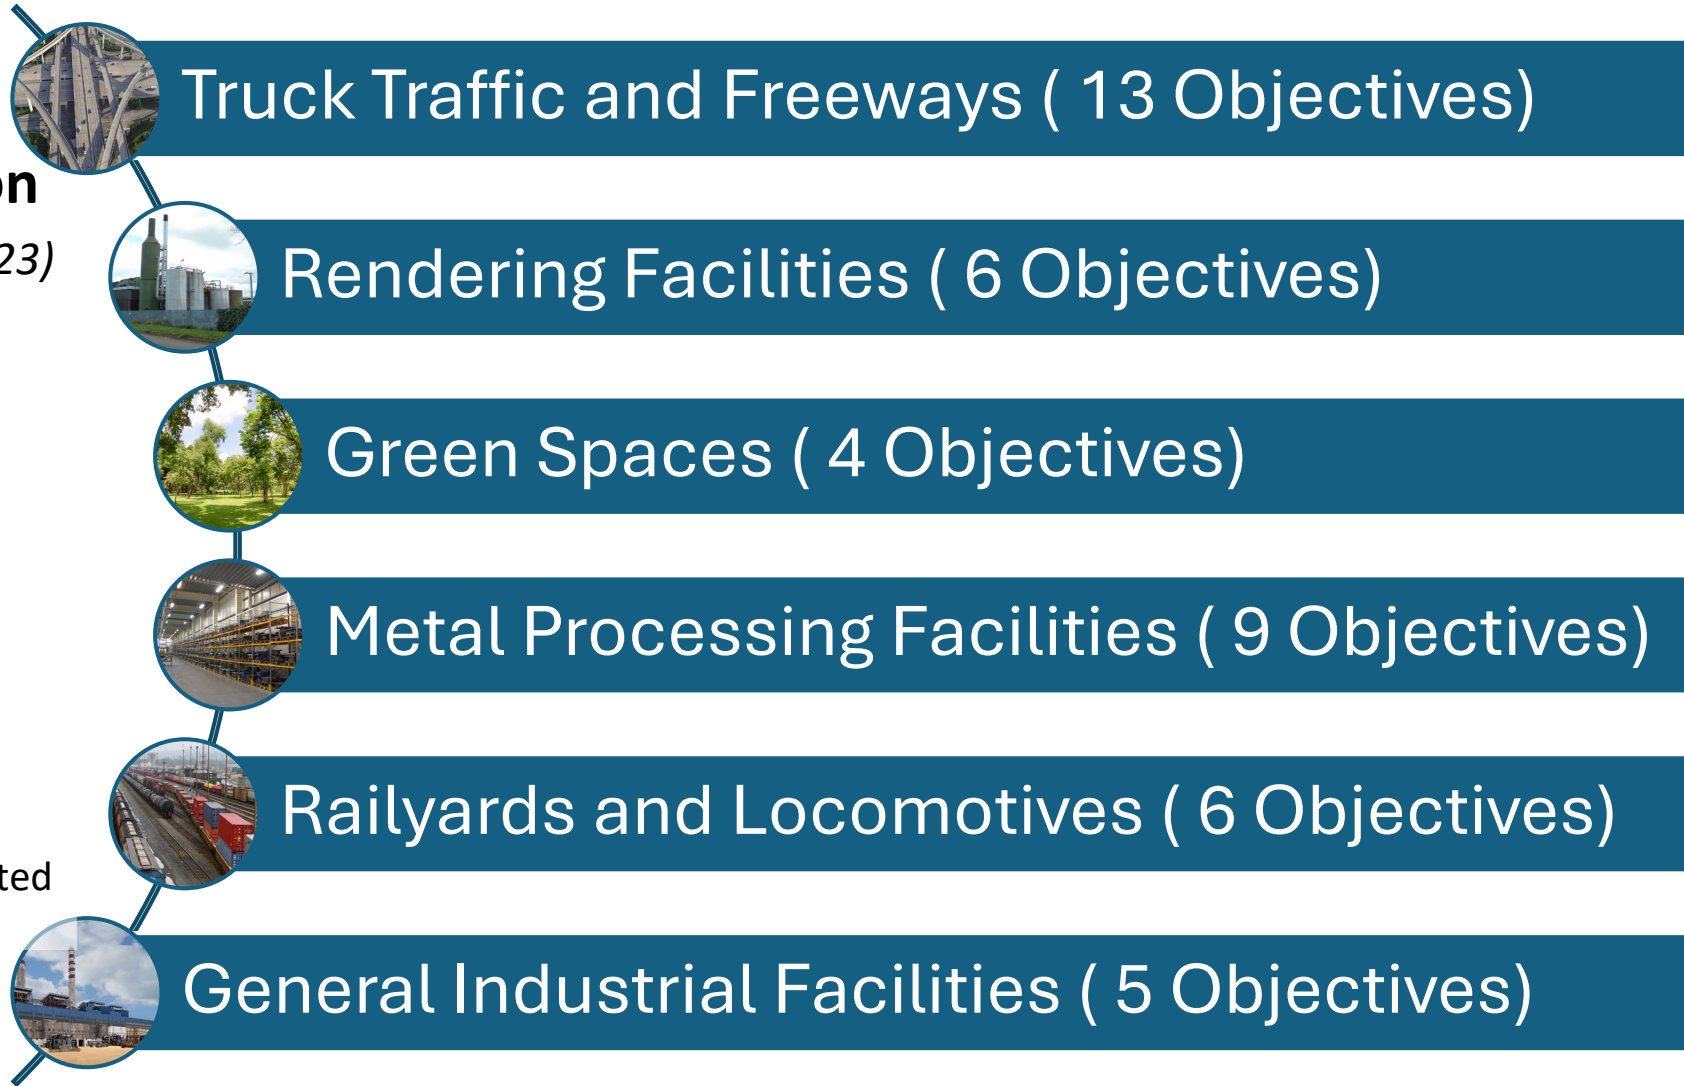 Truck Traffic and Freeways ( 13 Objectives)
on
23)
Rendering Facilities ( 6 Objectives)
Green Spaces ( 4 Objectives)
Metal Processing Facilities ( 9 Objectives)
Railyards and Locomotives ( 6 Objectives)
ted
General Industrial Facilities ( 5 Objectives)